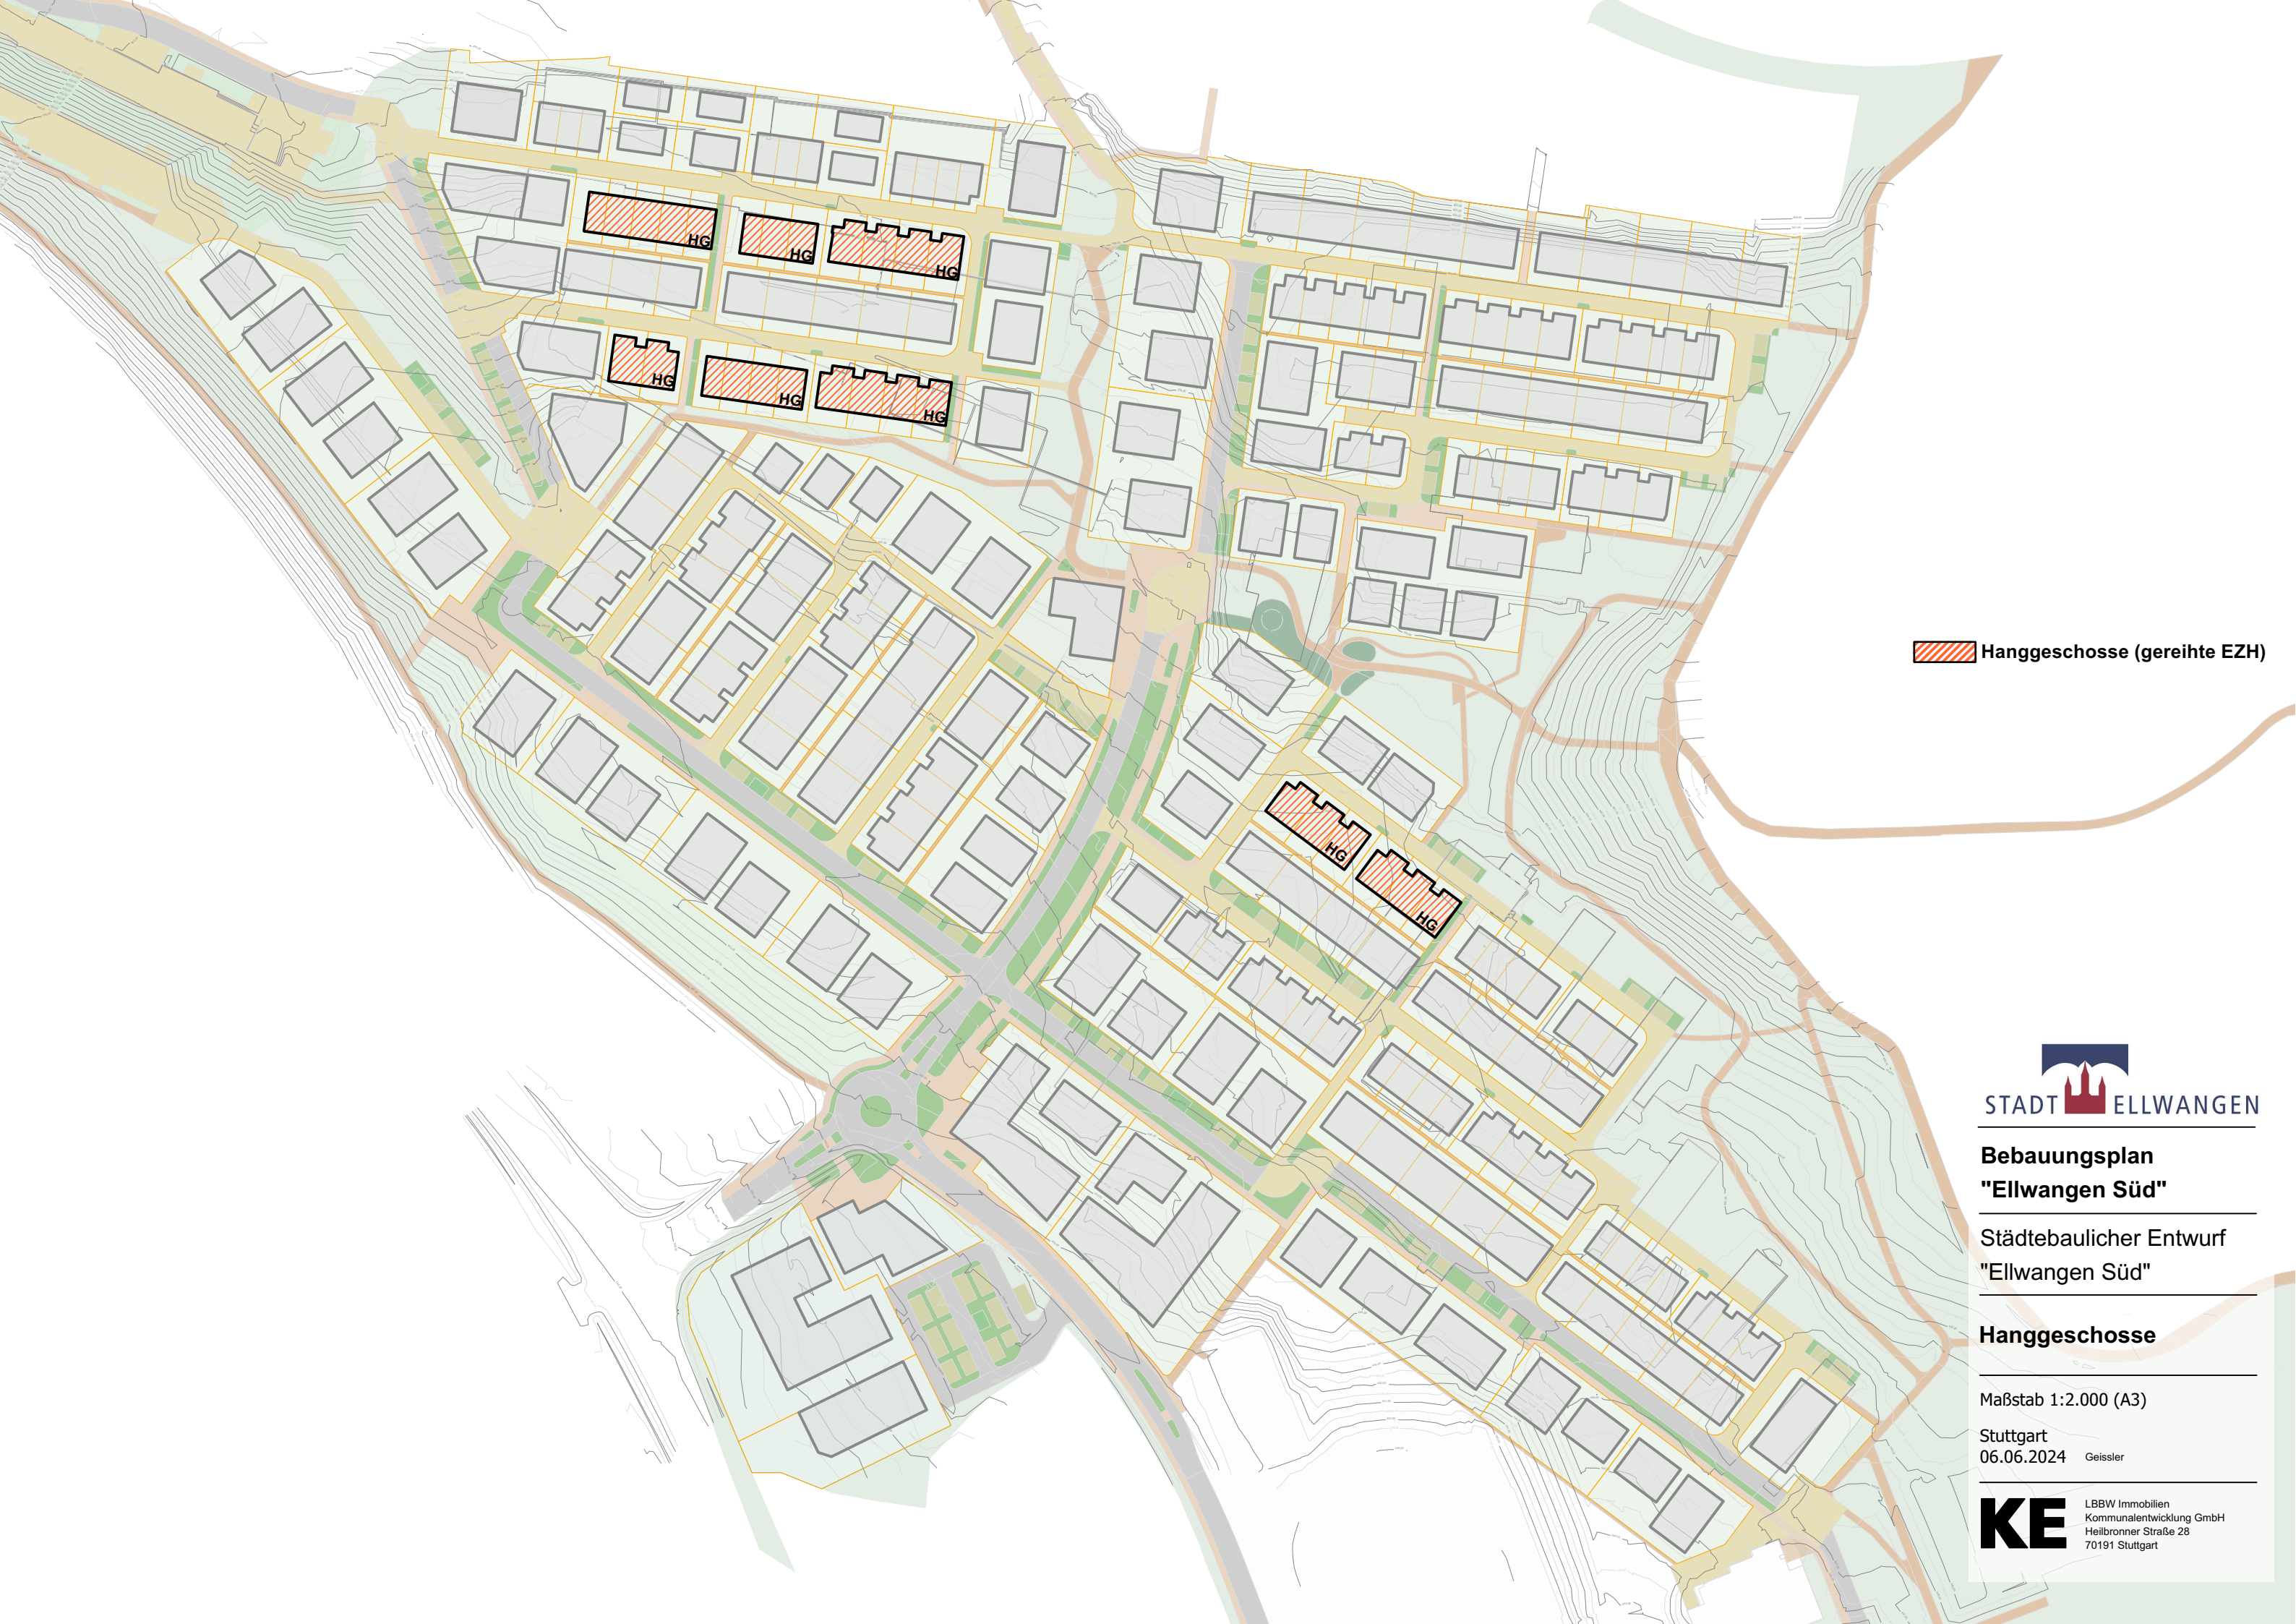 HG
HG
HG
HG
HG
HG
HG
HG
Hanggeschosse (gereihte EZH)
STADT ELLWANGEN
Bebauungsplan
"Ellwangen Süd"
Städtebaulicher Entwurf
"Ellwangen Süd"
Hanggeschosse
Maßstab 1:2.000 (A3)
Stuttgart
06.06.2024 Geissler
KE
LBBW Immobilien
Kommunalentwicklung GmbH
Heilbronner Straße 28
70191 Stuttgart